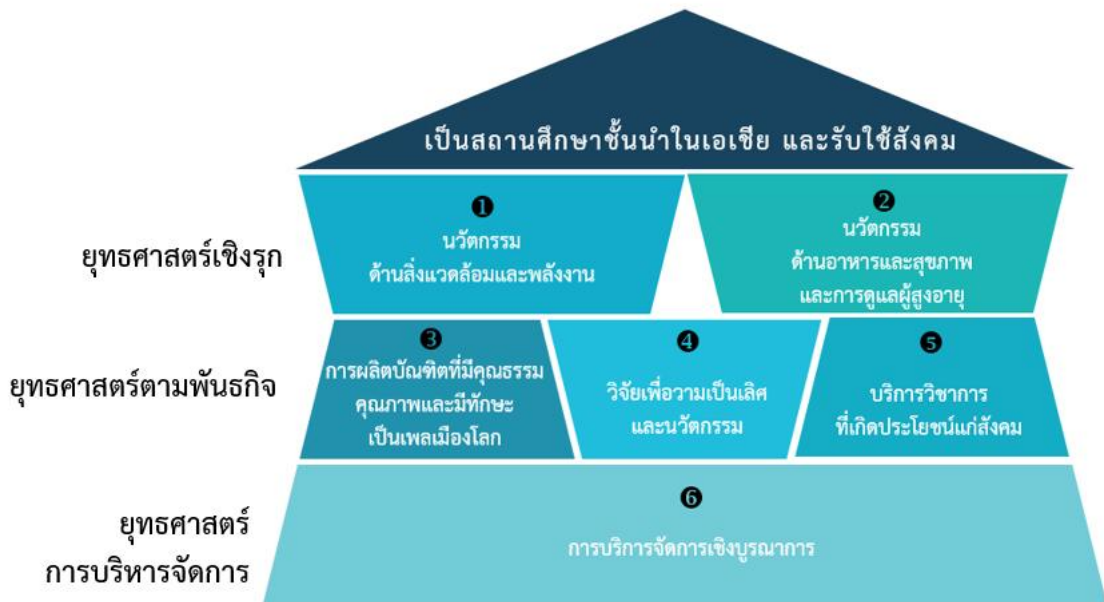 เป็นสถานศึกษาชั้นนำในเอเชีย และรับใช้สังคม
ยุทธศาสตร์เชิงรุก
❶
นวัตกรรม
ด้านสิ่งแวดล้อมและพลังงาน
❷
นวัตกรรม
ด้านอาหารและสุขภาพ
และการดูแลผู้สูงอายุ
ยุทธศาสตร์ตามพันธกิจ
❸
การผลิตบัณฑิตที่มีคุณธรรม
คุณภาพและมีทักษะ
เป็นเพลเมืองโลก
❹
วิจัยเพื่อวามเป็นเลิศ
และนวัตกรรม
❺
บริการวิชาการ
ที่เกิดประโยชน์แก่สังคม
ยุทธศาสตร์
การบริหารจัดการ
❻
การบริการจัดการเชิงบูรณาการ